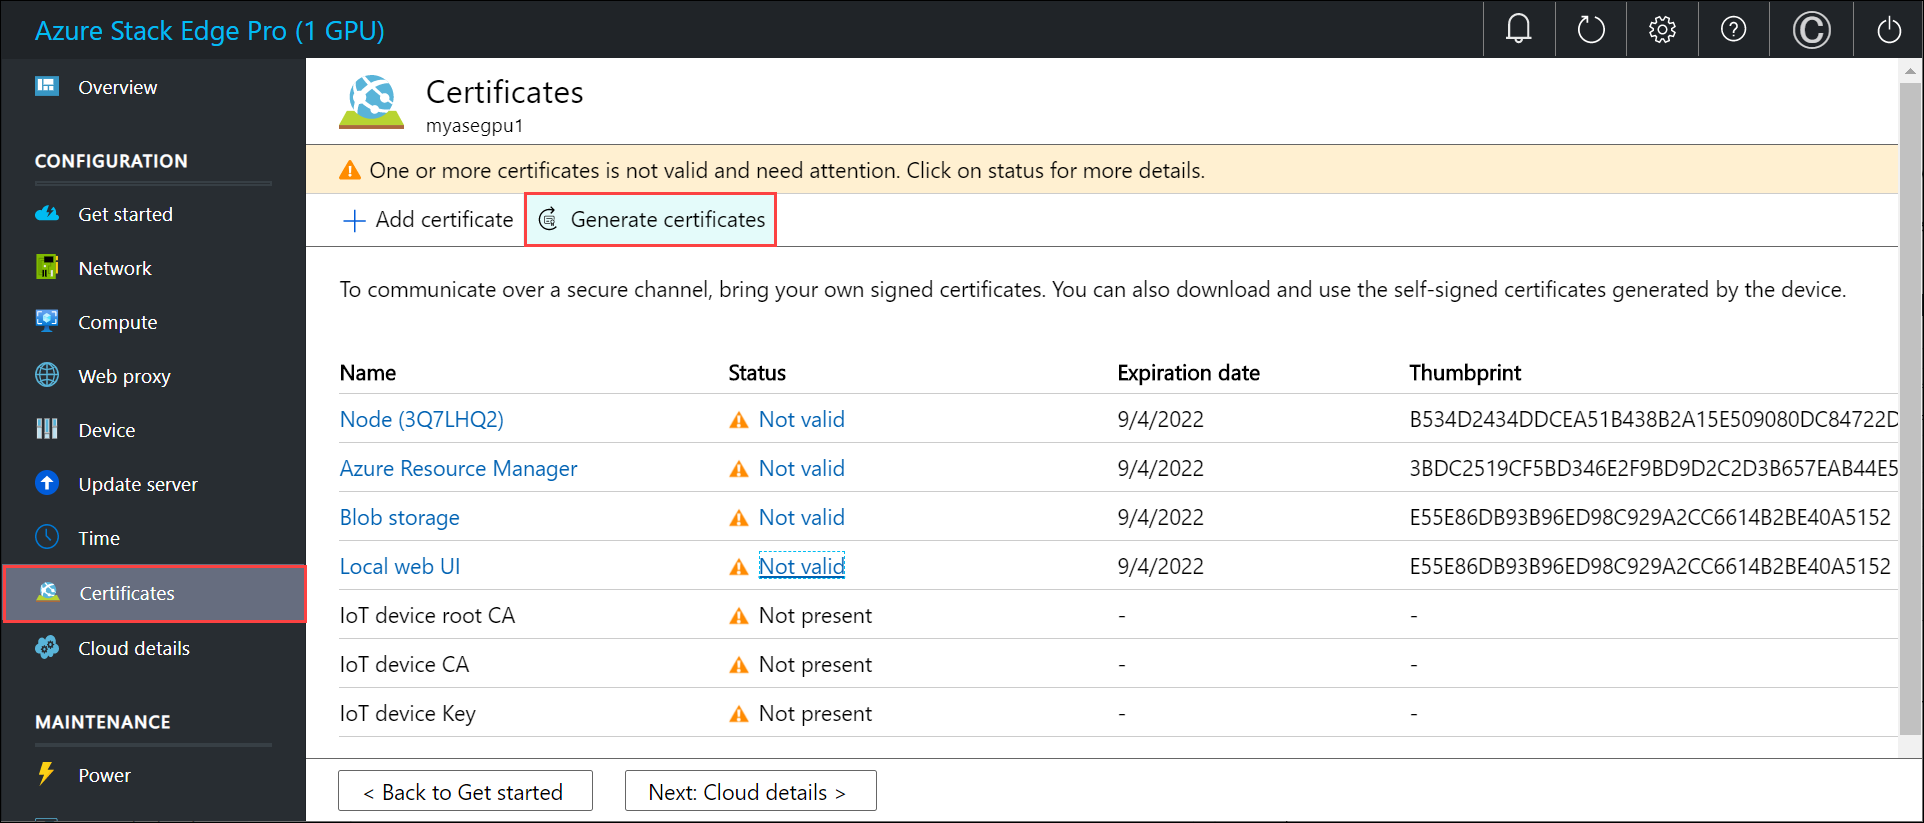 Azure Stack Edge Pro (1 GPU)
Overview
CONFIGURATION
Get started
Network
Compute
Web proxy
Device
Update server
Time
Certificates
Cloud details
MAINTENANCE
Power
Certificates
myasegpu1
One or more certificates is not valid and need attention. Click on status for more details.
Add certificate Generate certificates
To communicate over a secure channel, bring your own signed certificates. You can also download and use the self-signed certificates generated by the device.
Name Status Expiration date Thumbprint
Node (3Q7LHQ2) Not valid 9/4/2022 B534D2434DDCEA51B438B2A15E509080DC84722D
Azure Resource Manager Not valid 9/4/2022 3BDC2519CF5BD346E2F9BD9D2C2D3B657EAB44E5
Blob storage Not valid 9/4/2022 E55E86DB93B96ED98C929A2CC6614B2BE40A5152
Local web UI Not valid 9/4/2022 E55E86DB93B96ED98C929A2CC6614B2BE40A5152
IoT device root CA Not present - -
IoT device CA Not present - -
IoT device Key Not present - -
< Back to Get started Next: Cloud details >